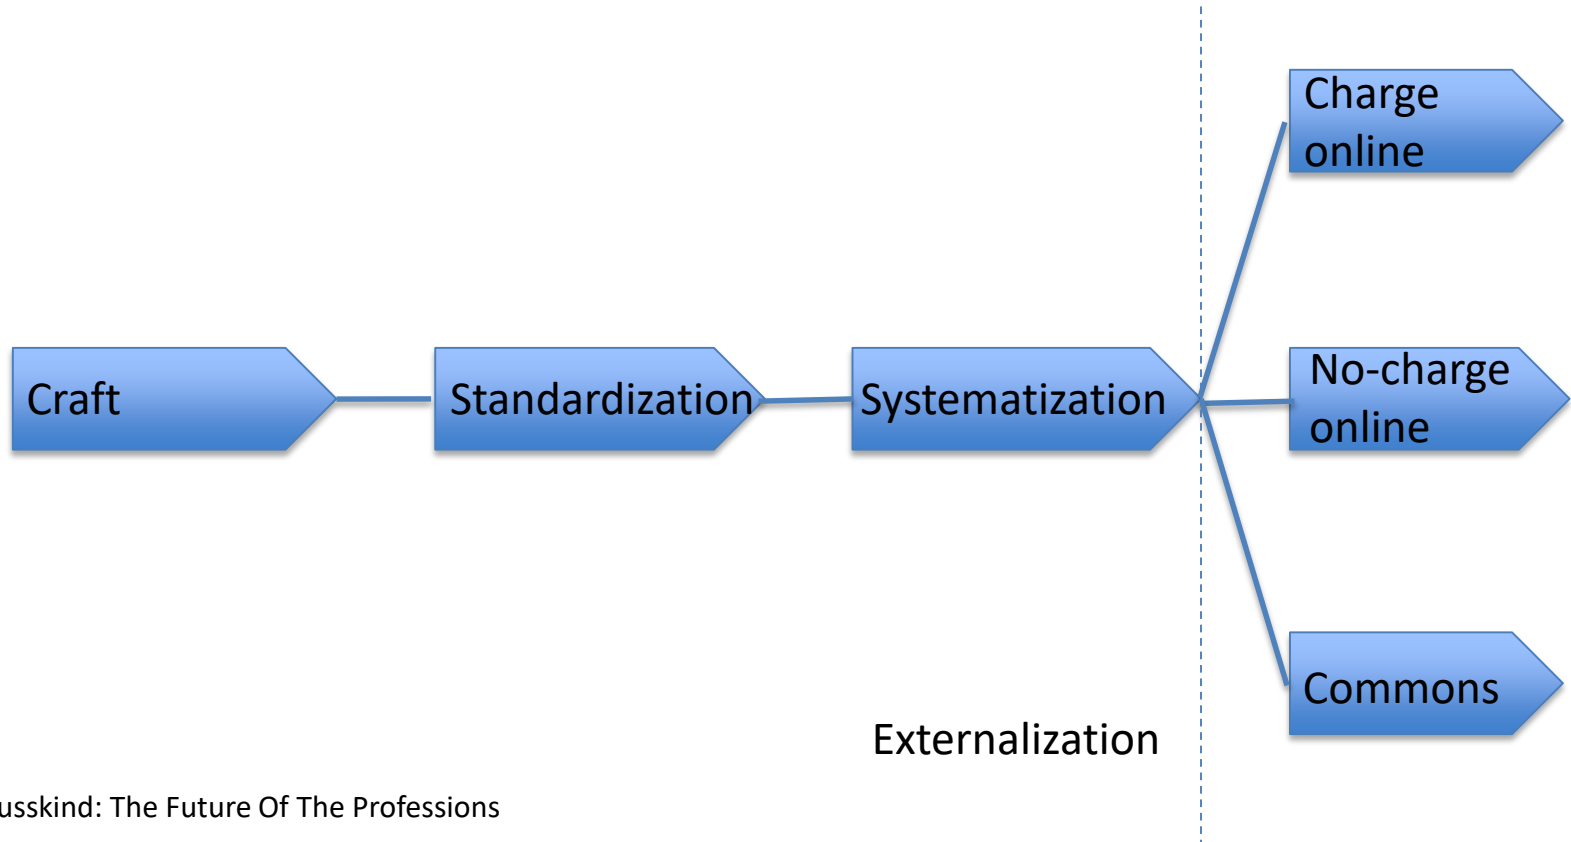 Charge
online
Craft
Standardization
Systematization
No-charge
online
Commons
Externalization
usskind: The Future Of The Professions